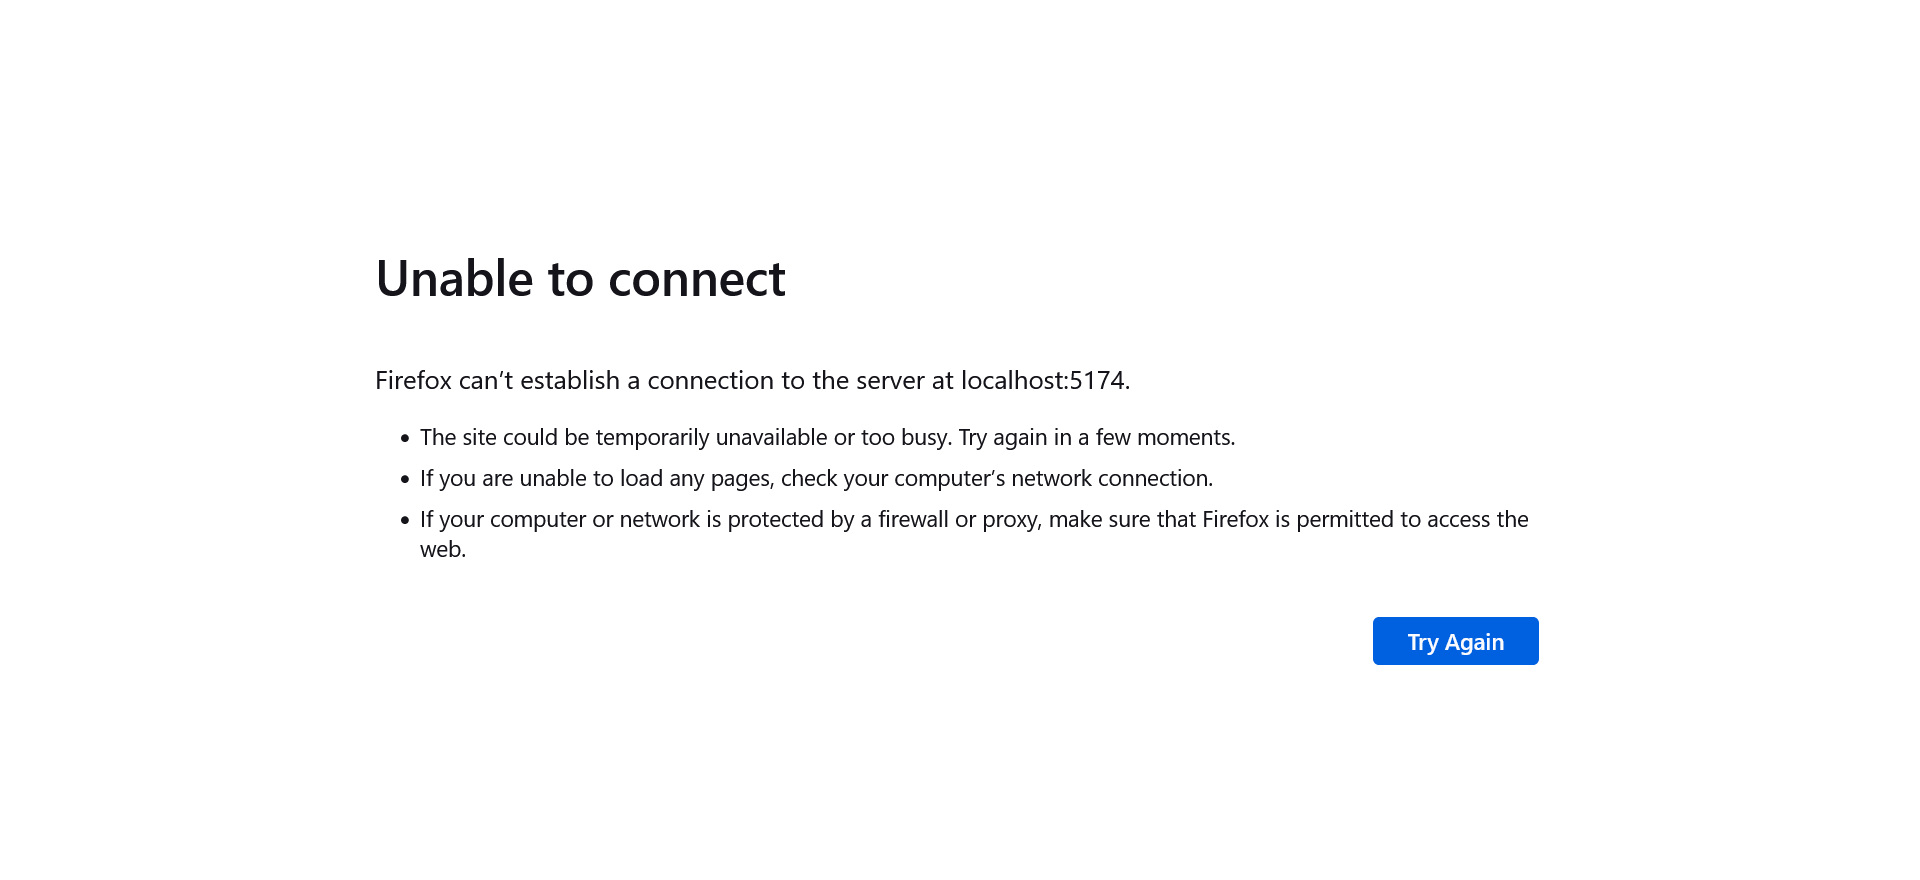 Unable to connect
Firefox can’t establish a connection to the server at localhost:5174.
• The site could be temporarily unavailable or too busy. Try again in a few moments.
• If you are unable to load any pages, check your computer’s network connection.
• If your computer or network is protected by a firewall or proxy, make sure that Firefox is permitted to access the
web.
Try Again